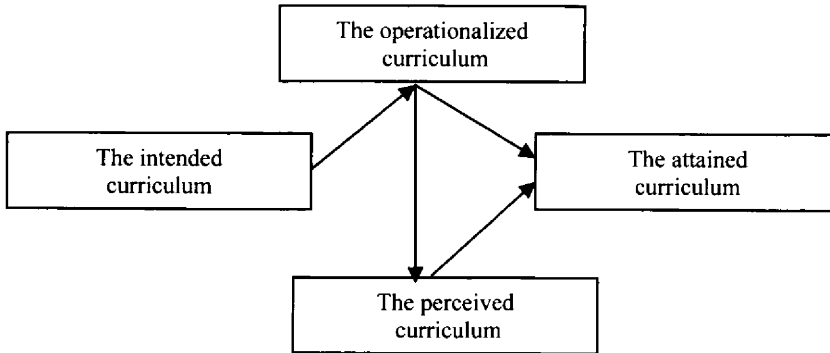 The operationalized
curriculum
The intended
curriculum
The attained
curriculum
The perceived
curriculum